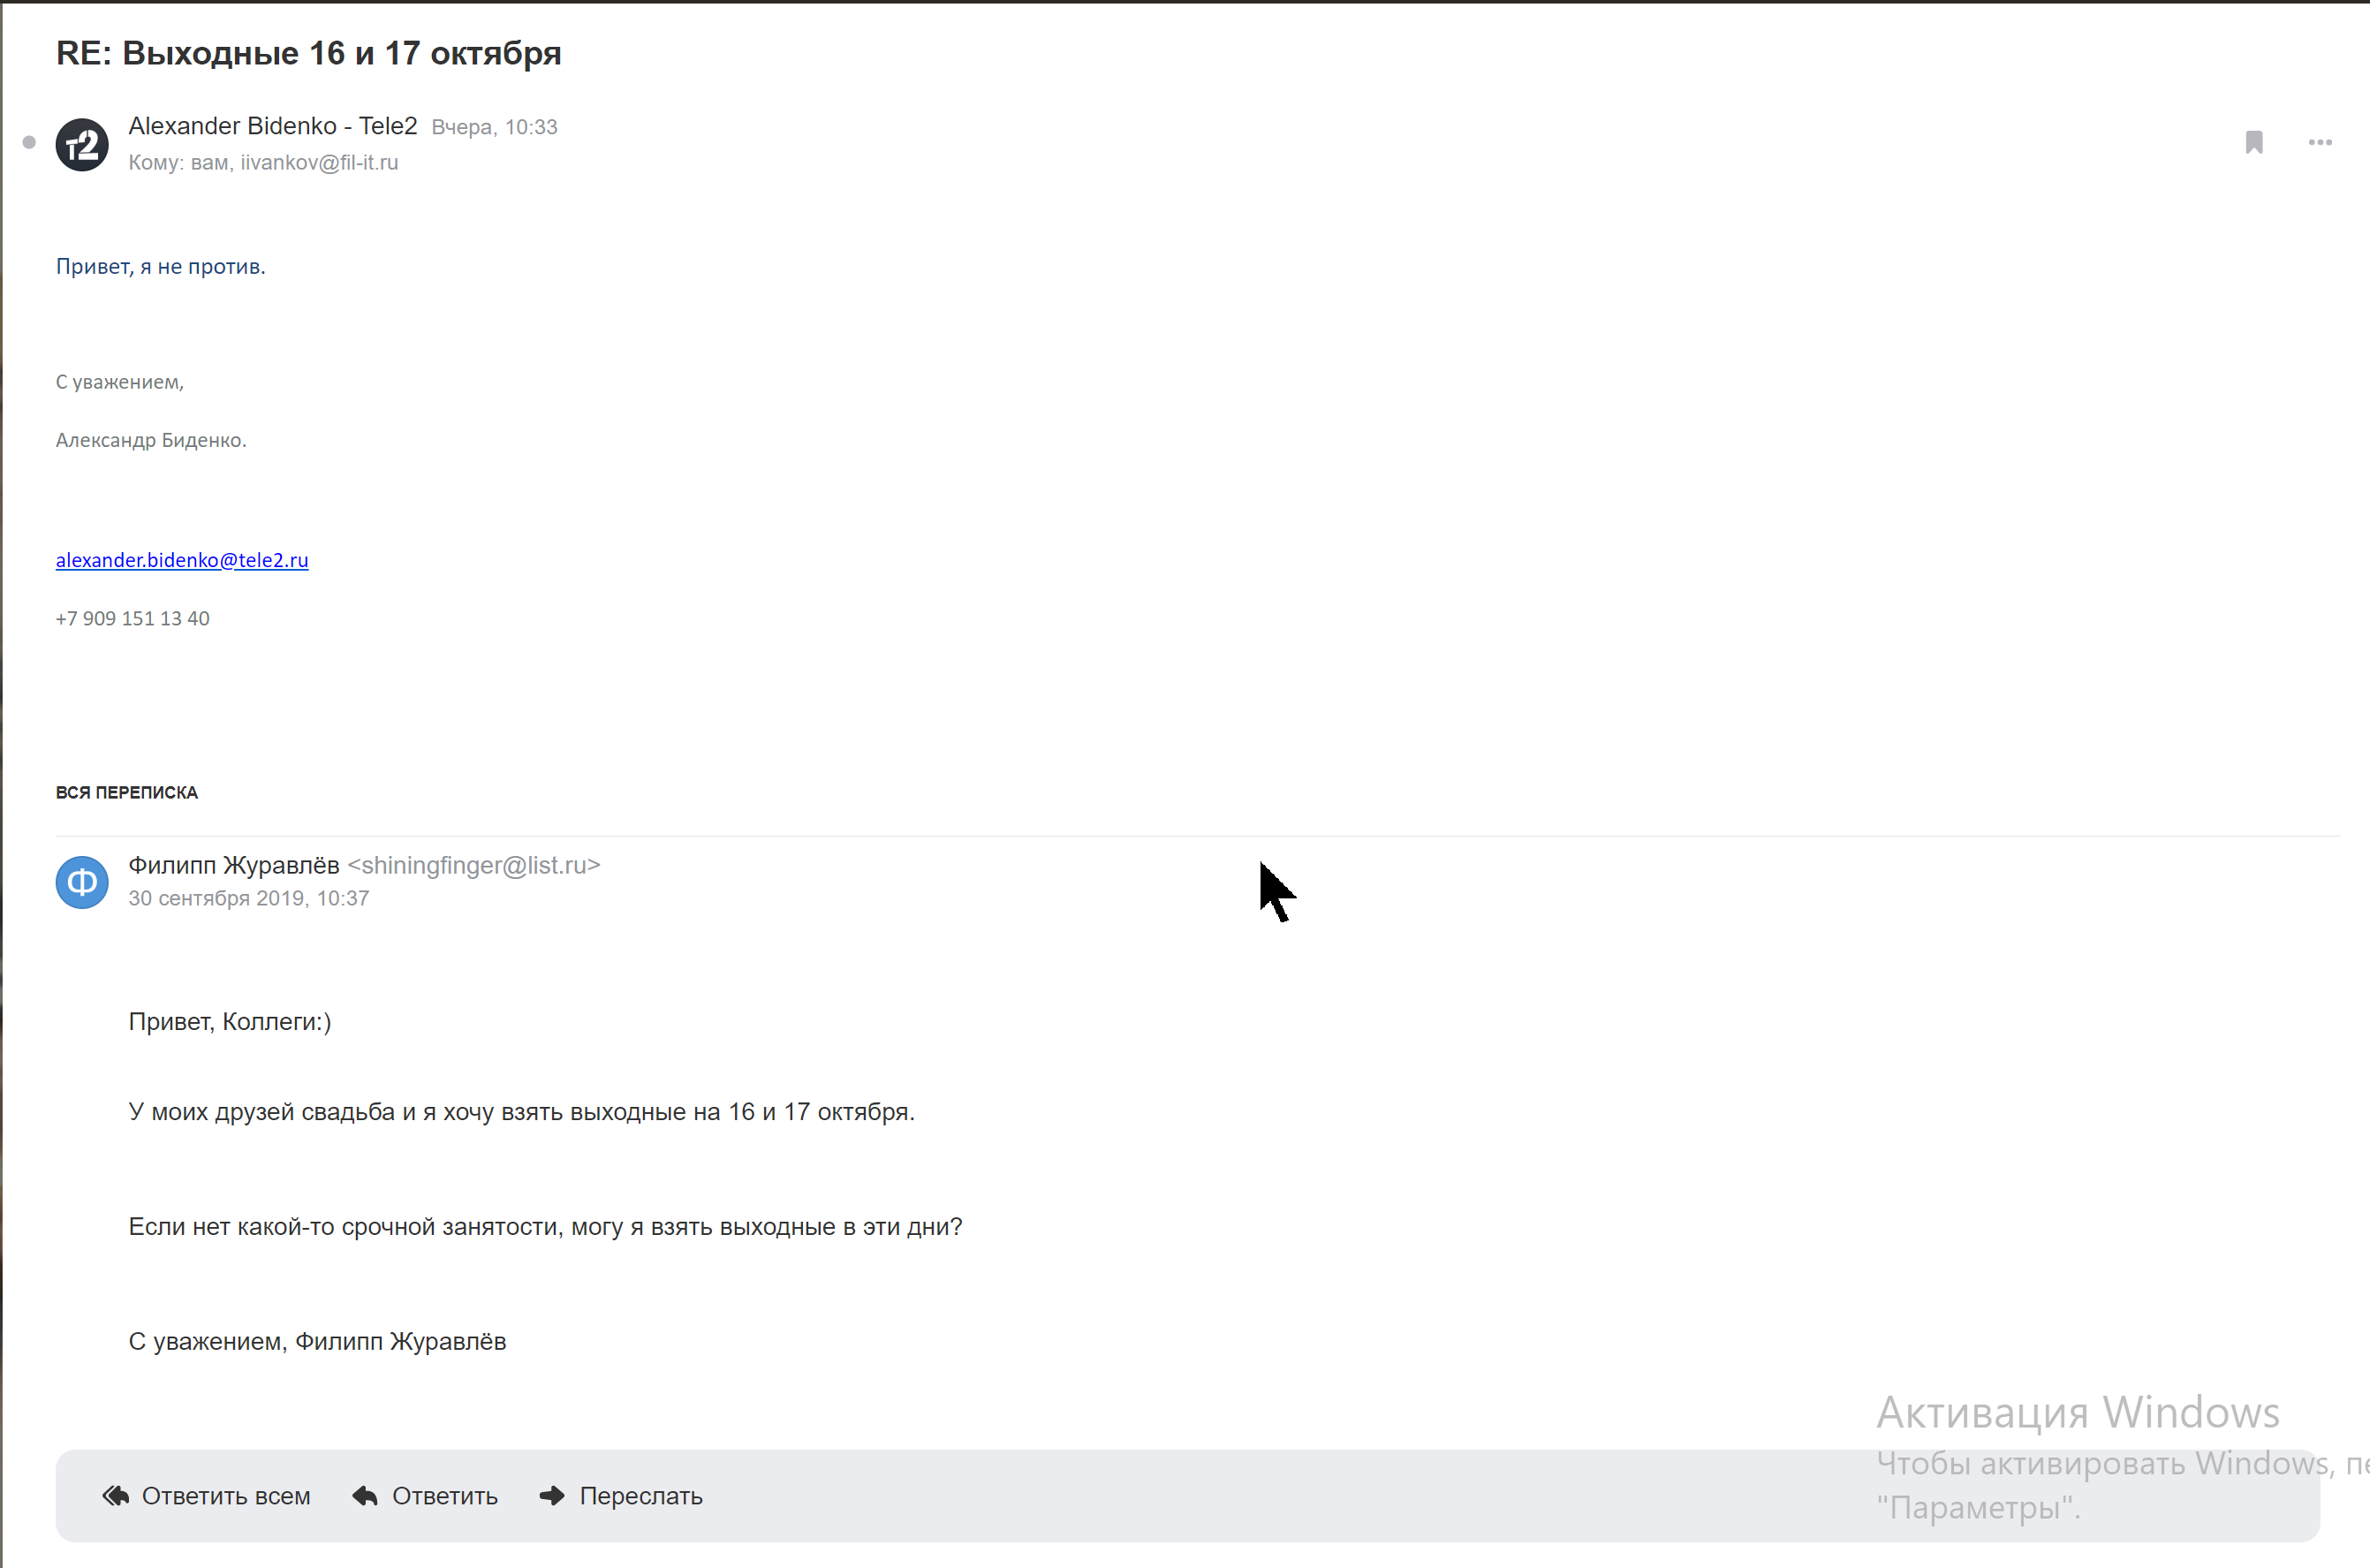 RE: Выходные 16 и 17 октября
Alexander Bidenko - Tele2 Вчера, 10:33
Кому: вам, iivankov@fil-it.ru
Привет, я не против.
С уважением,
Александр Биденко.
alexander.bidenko@tele2.ru
+7 909 151 13 40
ВСЯ ПЕРЕПИСКА
Филипп Журавлёв <shiningfinger@list.ru>
30 сентября 2019, 10:37
Привет, Коллеги:)
У моих друзей свадьба и я хочу взять выходные на 16 и 17 октября.
Если нет какой-то срочной занятости, могу я взять выходные в эти дни?
С уважением, Филипп Журавлёв
Активация Windows
Чтобы активировать Windows,
"Параметры".
Ответить всем Ответить Переслать